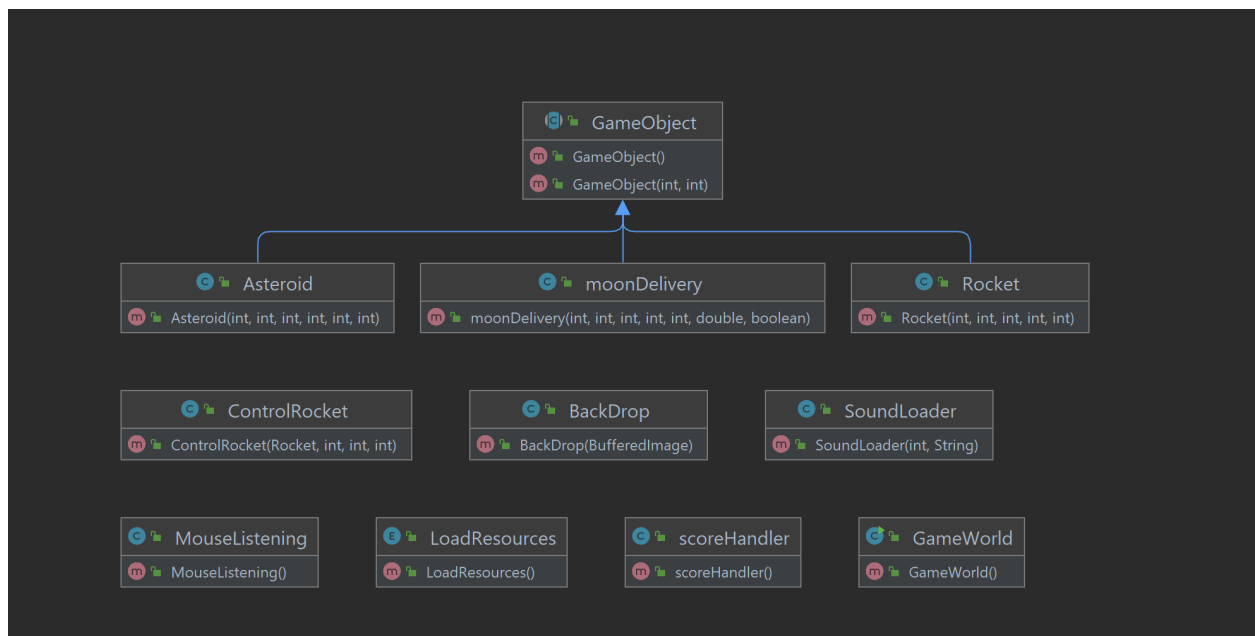 GameObject
GameObject()
GameObject(int, int)
Asteroid
Asteroid(int, int, int, int, int, int)
moonDelivery
moonDelivery(int, int, int, int, int, double, boolean)
Rocket
Rocket(int, int, int, int, int)
ControlRocket
ControlRocket(Rocket, int, int, int)
BackDrop
BackDrop(BufferedImage)
SoundLoader
SoundLoader(int, String)
MouseListening
MouseListening()
LoadResources
LoadResources()
scoreHandler
scoreHandler()
GameWorld
GameWorld()